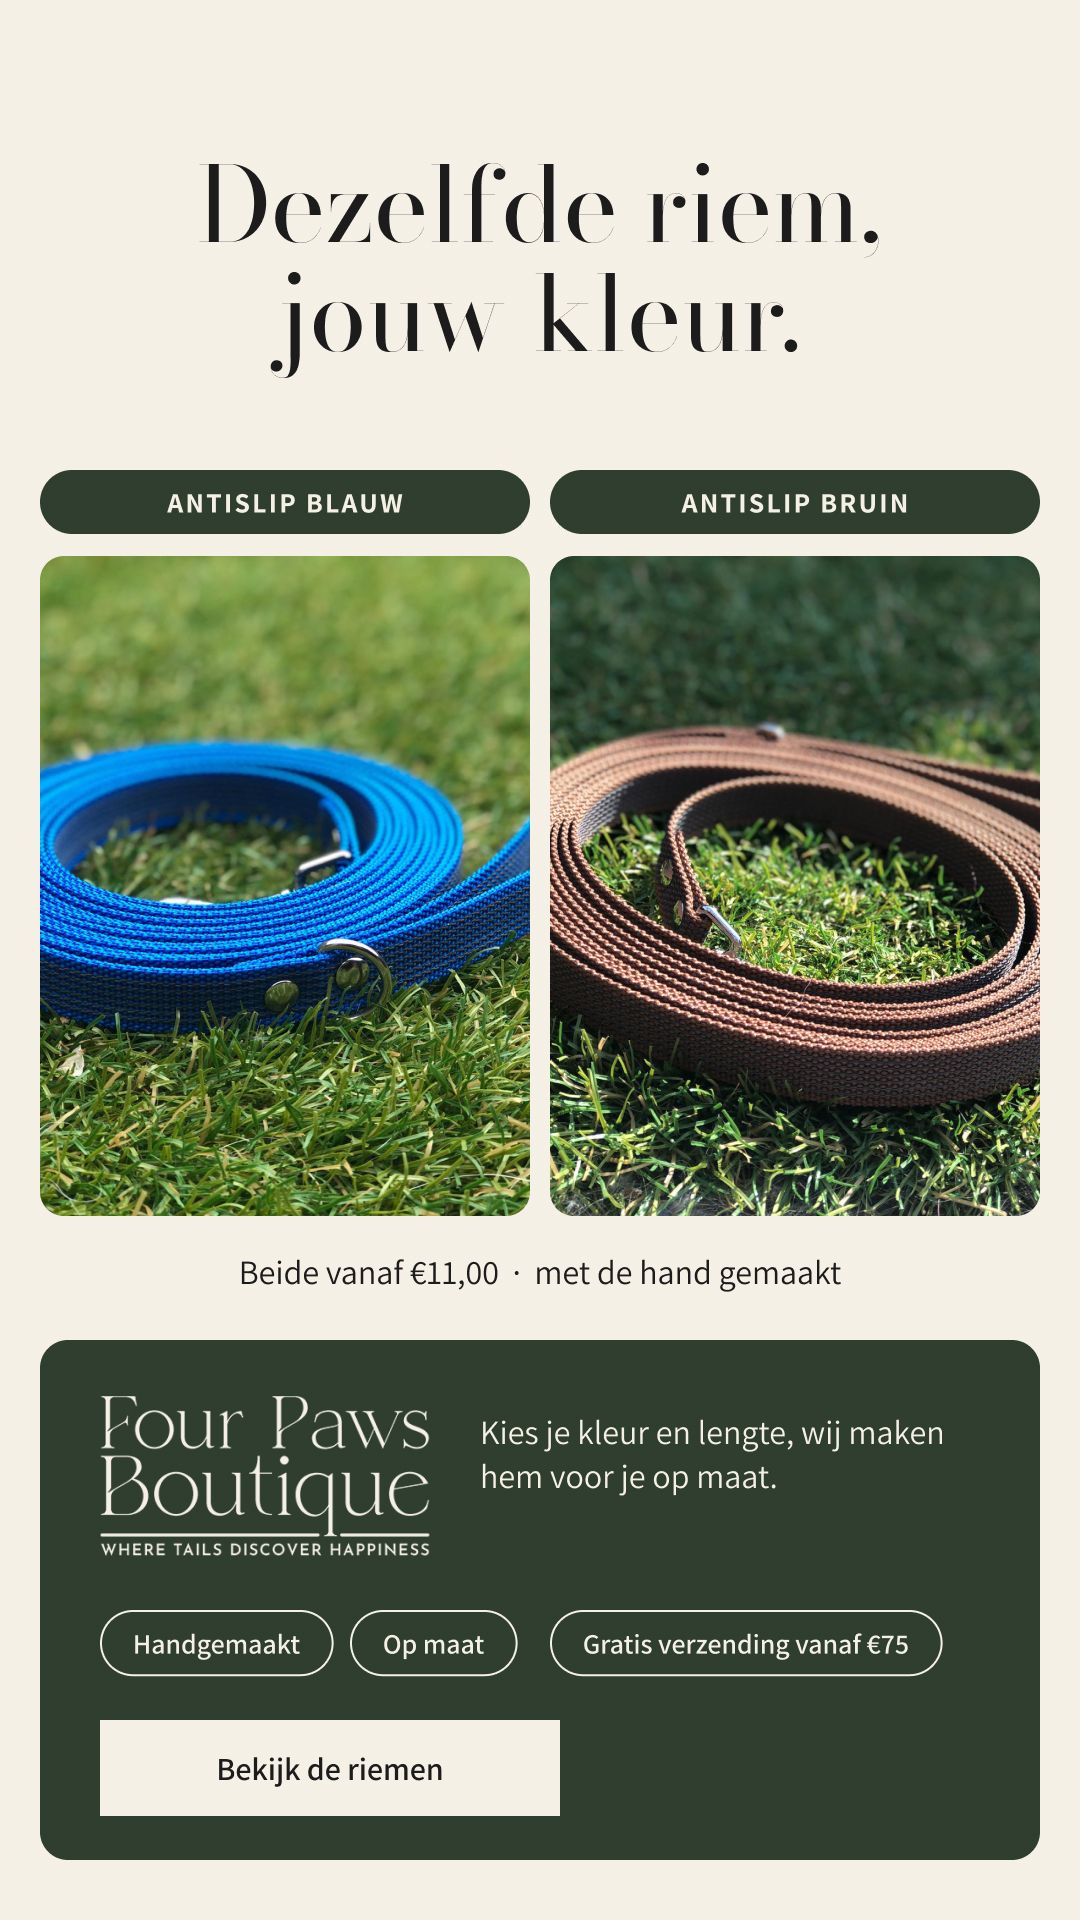 Dezelfde riem,
jouw kleur.
ANTISLIP BLAUW
ANTISLIP BRUIN
Beide vanaf €11,00 · met de hand gemaakt
Four Paws
Boutique
WHERE TAILS DISCOVER HAPPINESS
Kies je kleur en lengte, wij maken
hem voor je op maat.
Handgemaakt
Op maat
Gratis verzending vanaf €75
Bekijk de riemen